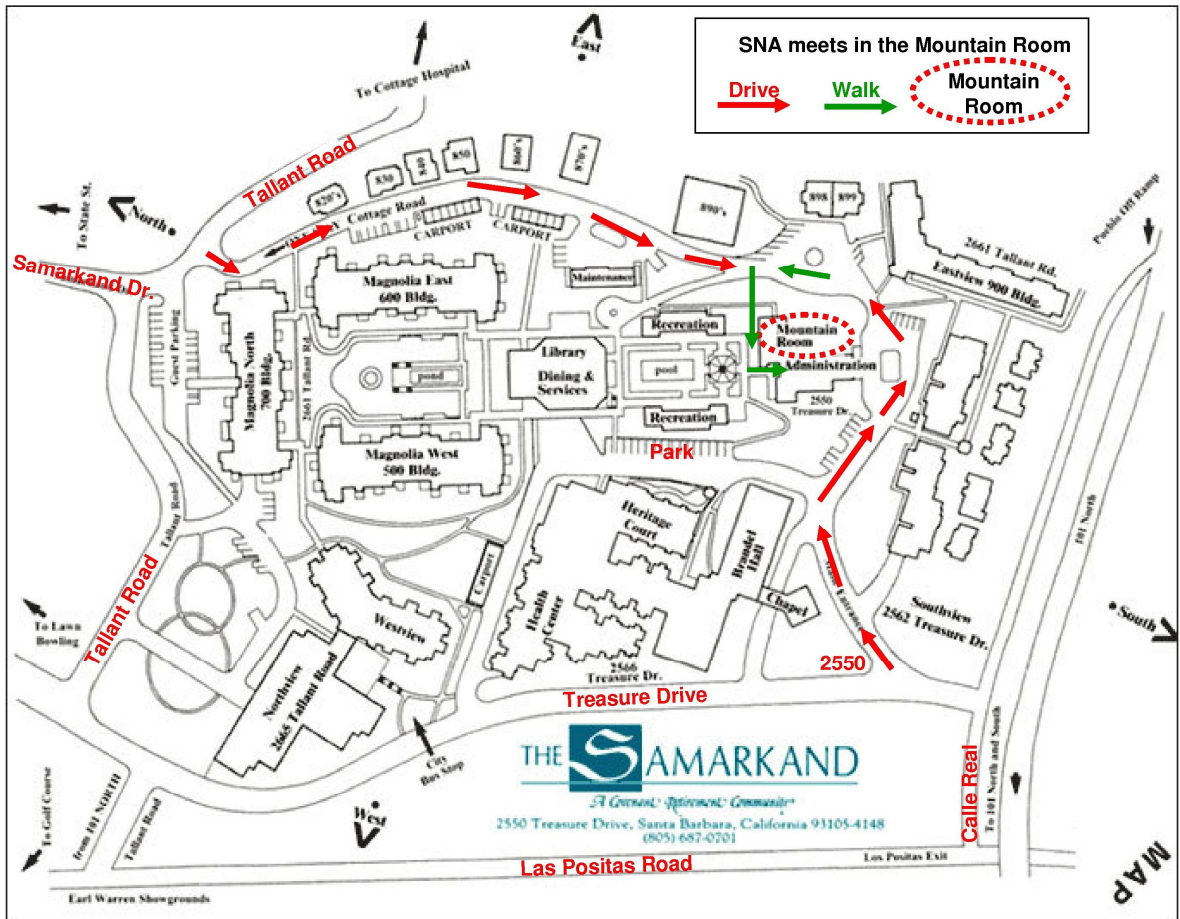 SNA meets in the Mountain Room
Drive
Walk
Mountain
Room
East
To Cottage Hospital
Tallant Road
To State St.
North
Samarkand Dr.
820's
830
840
850
860's
870's
890's
898
899
Cottage Road
CARPORT
CARPORT
Maintenance
Pueblo Off Ramp
2661 Tallant Rd.
Eastview 900 Bldg.
Guest Parking
Magnolia North
700 Bldg.
2661 Tallant Rd.
Magnolia East
600 Bldg.
pond
Library
Dining &
Services
Recreation
pool
Recreation
Mountain
Room
Administration
2550
Treasure Dr.
Magnolia West
500 Bldg.
Park
Tallant Road
Tallant Road
To Lawn
Bowling
Westview
Carport
Heritage
Court
Health
Center
Brandel
Hall
Chapel
Main Entrance
2550
Southview
2562 Treasure Dr.
101 North
South
Northview
2665 Tallant Road
2566
Treasure Dr.
Treasure Drive
City
Bus Stop
West
THE SAMARKAND
A Covenant Retirement Community
2550 Treasure Drive, Santa Barbara, California 93105-4148
(805) 687-0701
Calle Real
To 101 North and South
To Golf Course
from 101 NORTH
Tallant Road
Las Positas Road
Los Positas Exit
Earl Warren Showgrounds
MAP